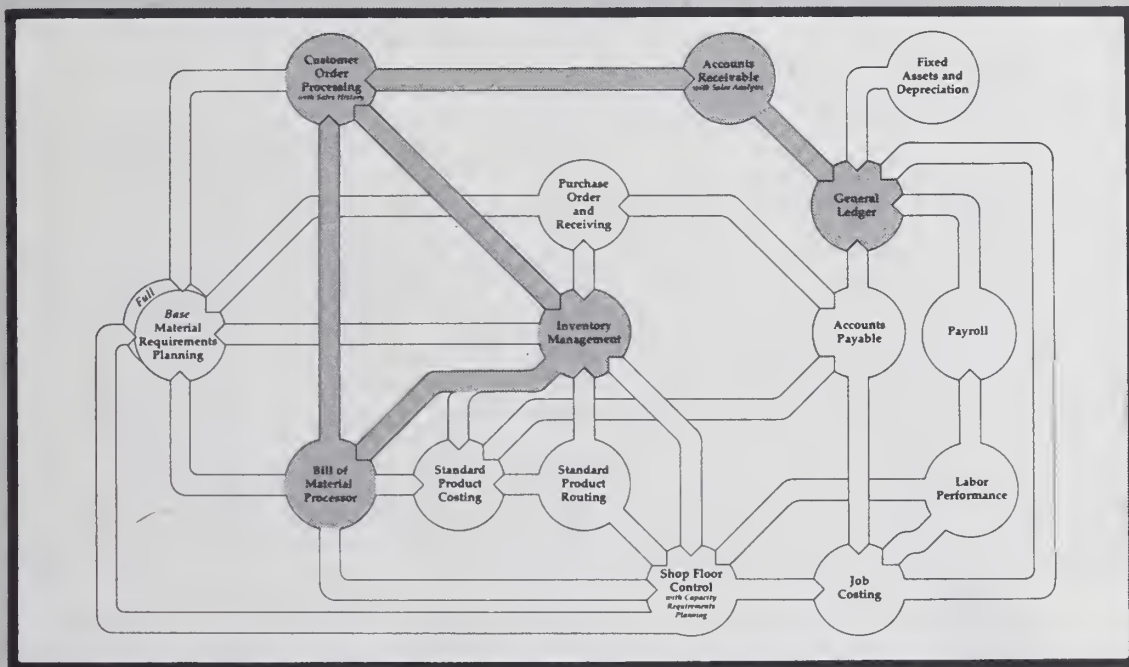 Customer
Order
Processing
with Sales History
Accounts
Receivable
with Sales Analysis
Fixed
Assets and
Depreciation
Purchase
Order
and
Receiving
General
Ledger
Full
Base
Material
Requirements
Planning
Inventory
Management
Accounts
Payable
Payroll
Bill of
Material
Processor
Standard
Product
Costing
Standard
Product
Routing
Labor
Performance
Shop Floor
Control
with Capacity
Requirements
Planning
Job
Costing